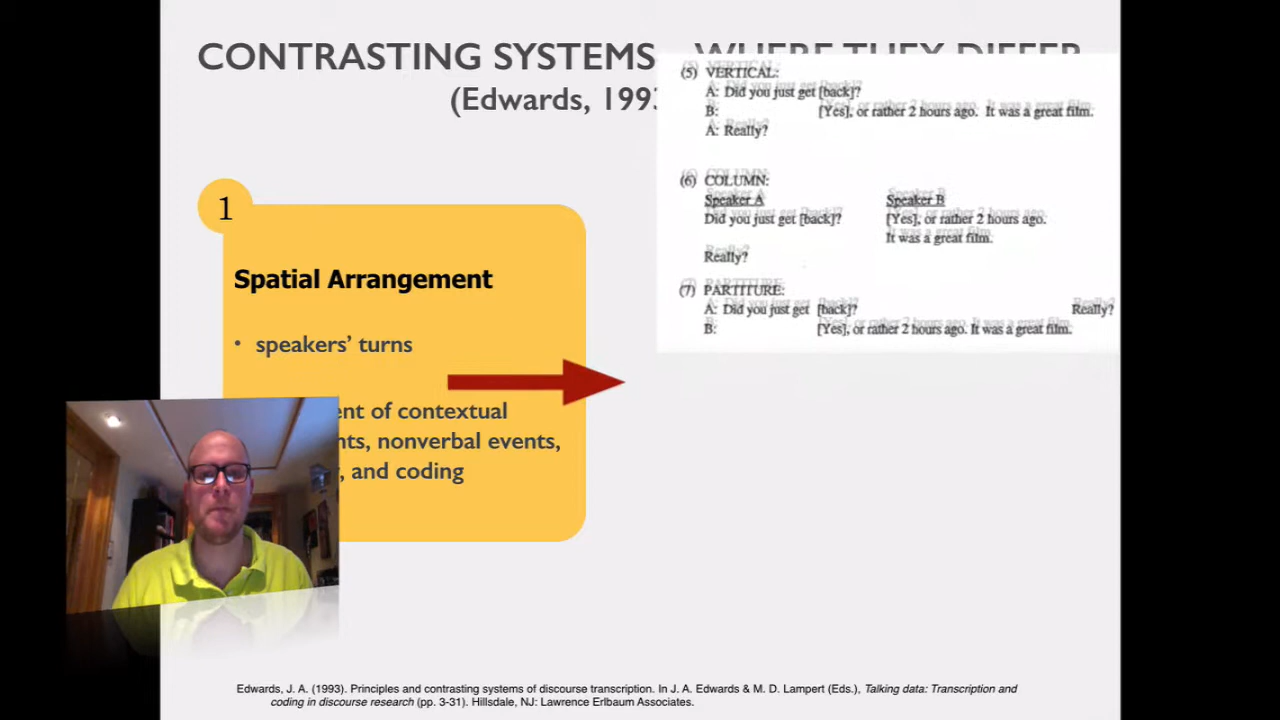 CONTRASTING SYSTEMS WHERE THEY DIFFER
(Edwards, 1993
1
Spatial Arrangement
• speakers' turns
of contextual
nonverbal events,
and coding
(5) VERTICAL:
A: Did you just get [back]?
B: [Yes], or rather 2 hours ago. It was a great film.
A: Really?
(6) COLUMN:
Speaker A Speaker B
Did you just get [back]? [Yes], or rather 2 hours ago.
It was a great film.
Really?
(7) PARTITURE:
A: Did you just get [back]? Really?
B: [Yes], or rather 2 hours ago. It was a great film.
Edwards, J. A. (1993). Principles and contrasting systems of discourse transcription. In J. A. Edwards & M. D. Lampert (Eds.), Talking data: Transcription and
coding in discourse research (pp. 3-31). Hillsdale, NJ: Lawrence Erlbaum Associates.